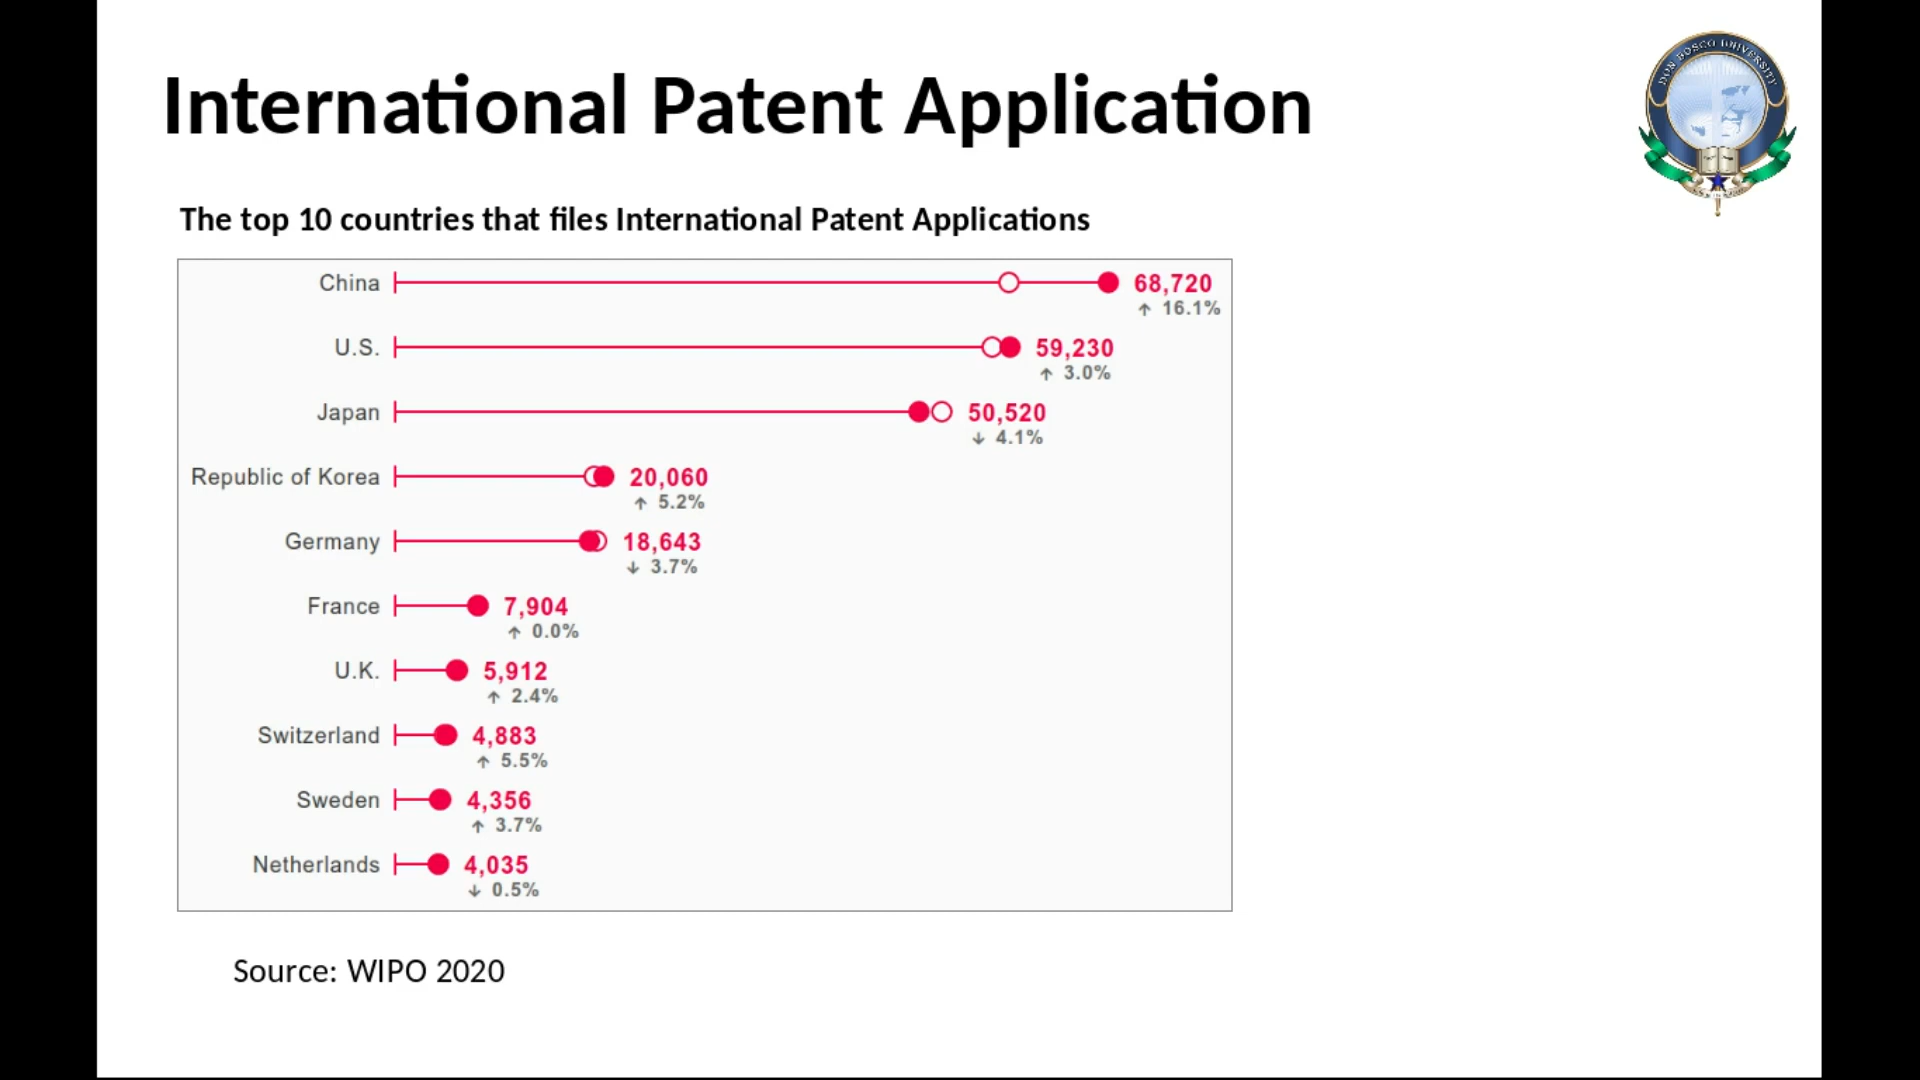 International Patent Application
DON BOSCO UNIVERSITY
The top 10 countries that files International Patent Applications
China 68,720
↑ 16.1%
U.S. 59,230
↑ 3.0%
Japan 50,520
↓ 4.1%
Republic of Korea 20,060
↑ 5.2%
Germany 18,643
↓ 3.7%
France 7,904
↑ 0.0%
U.K. 5,912
↑ 2.4%
Switzerland 4,883
↑ 5.5%
Sweden 4,356
↑ 3.7%
Netherlands 4,035
↓ 0.5%
Source: WIPO 2020